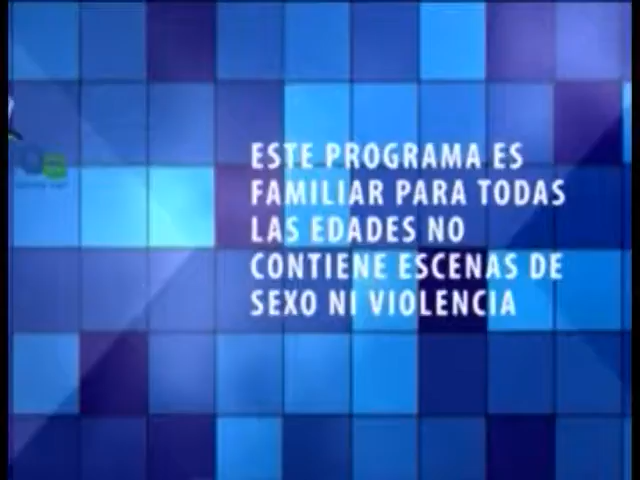 ESTE PROGRAMA ES
FAMILIAR PARA TODAS
LAS EDADES NO
CONTIENE ESCENAS DE
SEXO NI VIOLENCIA